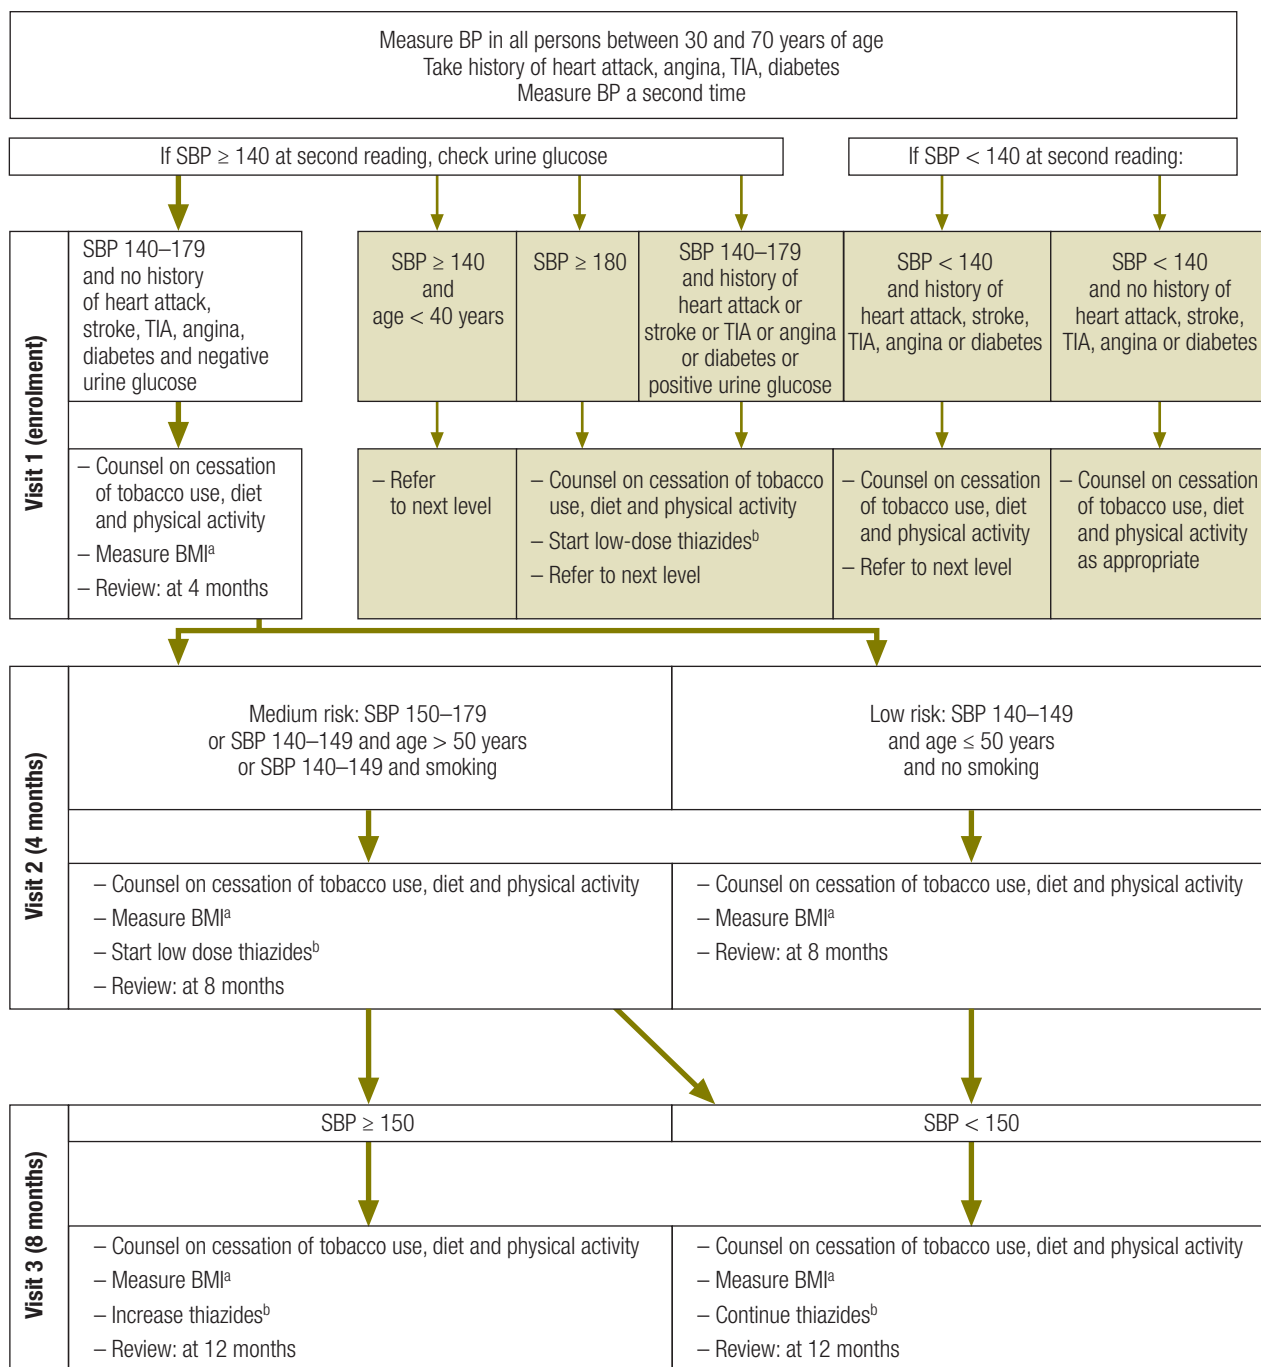 Measure BP in all persons between 30 and 70 years of age
Take history of heart attack, angina, TIA, diabetes
Measure BP a second time
If SBP ≥ 140 at second reading, check urine glucose
If SBP < 140 at second reading:
Visit 1 (enrolment)
SBP 140–179
and no history
of heart attack,
stroke, TIA, angina,
diabetes and negative
urine glucose
SBP ≥ 140
and
age < 40 years
SBP ≥ 180
SBP 140–179
and history of
heart attack or
stroke or TIA or angina
or diabetes or
positive urine glucose
SBP < 140
and history of
heart attack, stroke,
TIA, angina or diabetes
SBP < 140
and no history of
heart attack, stroke,
TIA, angina or diabetes
– Counsel on cessation
of tobacco use, diet
and physical activity
– Measure BMIa
– Review: at 4 months
– Refer
to next level
– Counsel on cessation of tobacco
use, diet and physical activity
– Start low-dose thiazidesb
– Refer to next level
– Counsel on cessation
of tobacco use, diet
and physical activity
– Refer to next level
– Counsel on cessation
of tobacco use, diet
and physical activity
as appropriate
Visit 2 (4 months)
Medium risk: SBP 150–179
or SBP 140–149 and age > 50 years
or SBP 140–149 and smoking
Low risk: SBP 140–149
and age ≤ 50 years
and no smoking
– Counsel on cessation of tobacco use, diet and physical activity
– Measure BMIa
– Start low dose thiazidesb
– Review: at 8 months
– Counsel on cessation of tobacco use, diet and physical activity
– Measure BMIa
– Review: at 8 months
Visit 3 (8 months)
SBP ≥ 150
SBP < 150
– Counsel on cessation of tobacco use, diet and physical activity
– Measure BMIa
– Increase thiazidesb
– Review: at 12 months
– Counsel on cessation of tobacco use, diet and physical activity
– Measure BMIa
– Continue thiazidesb
– Review: at 12 months